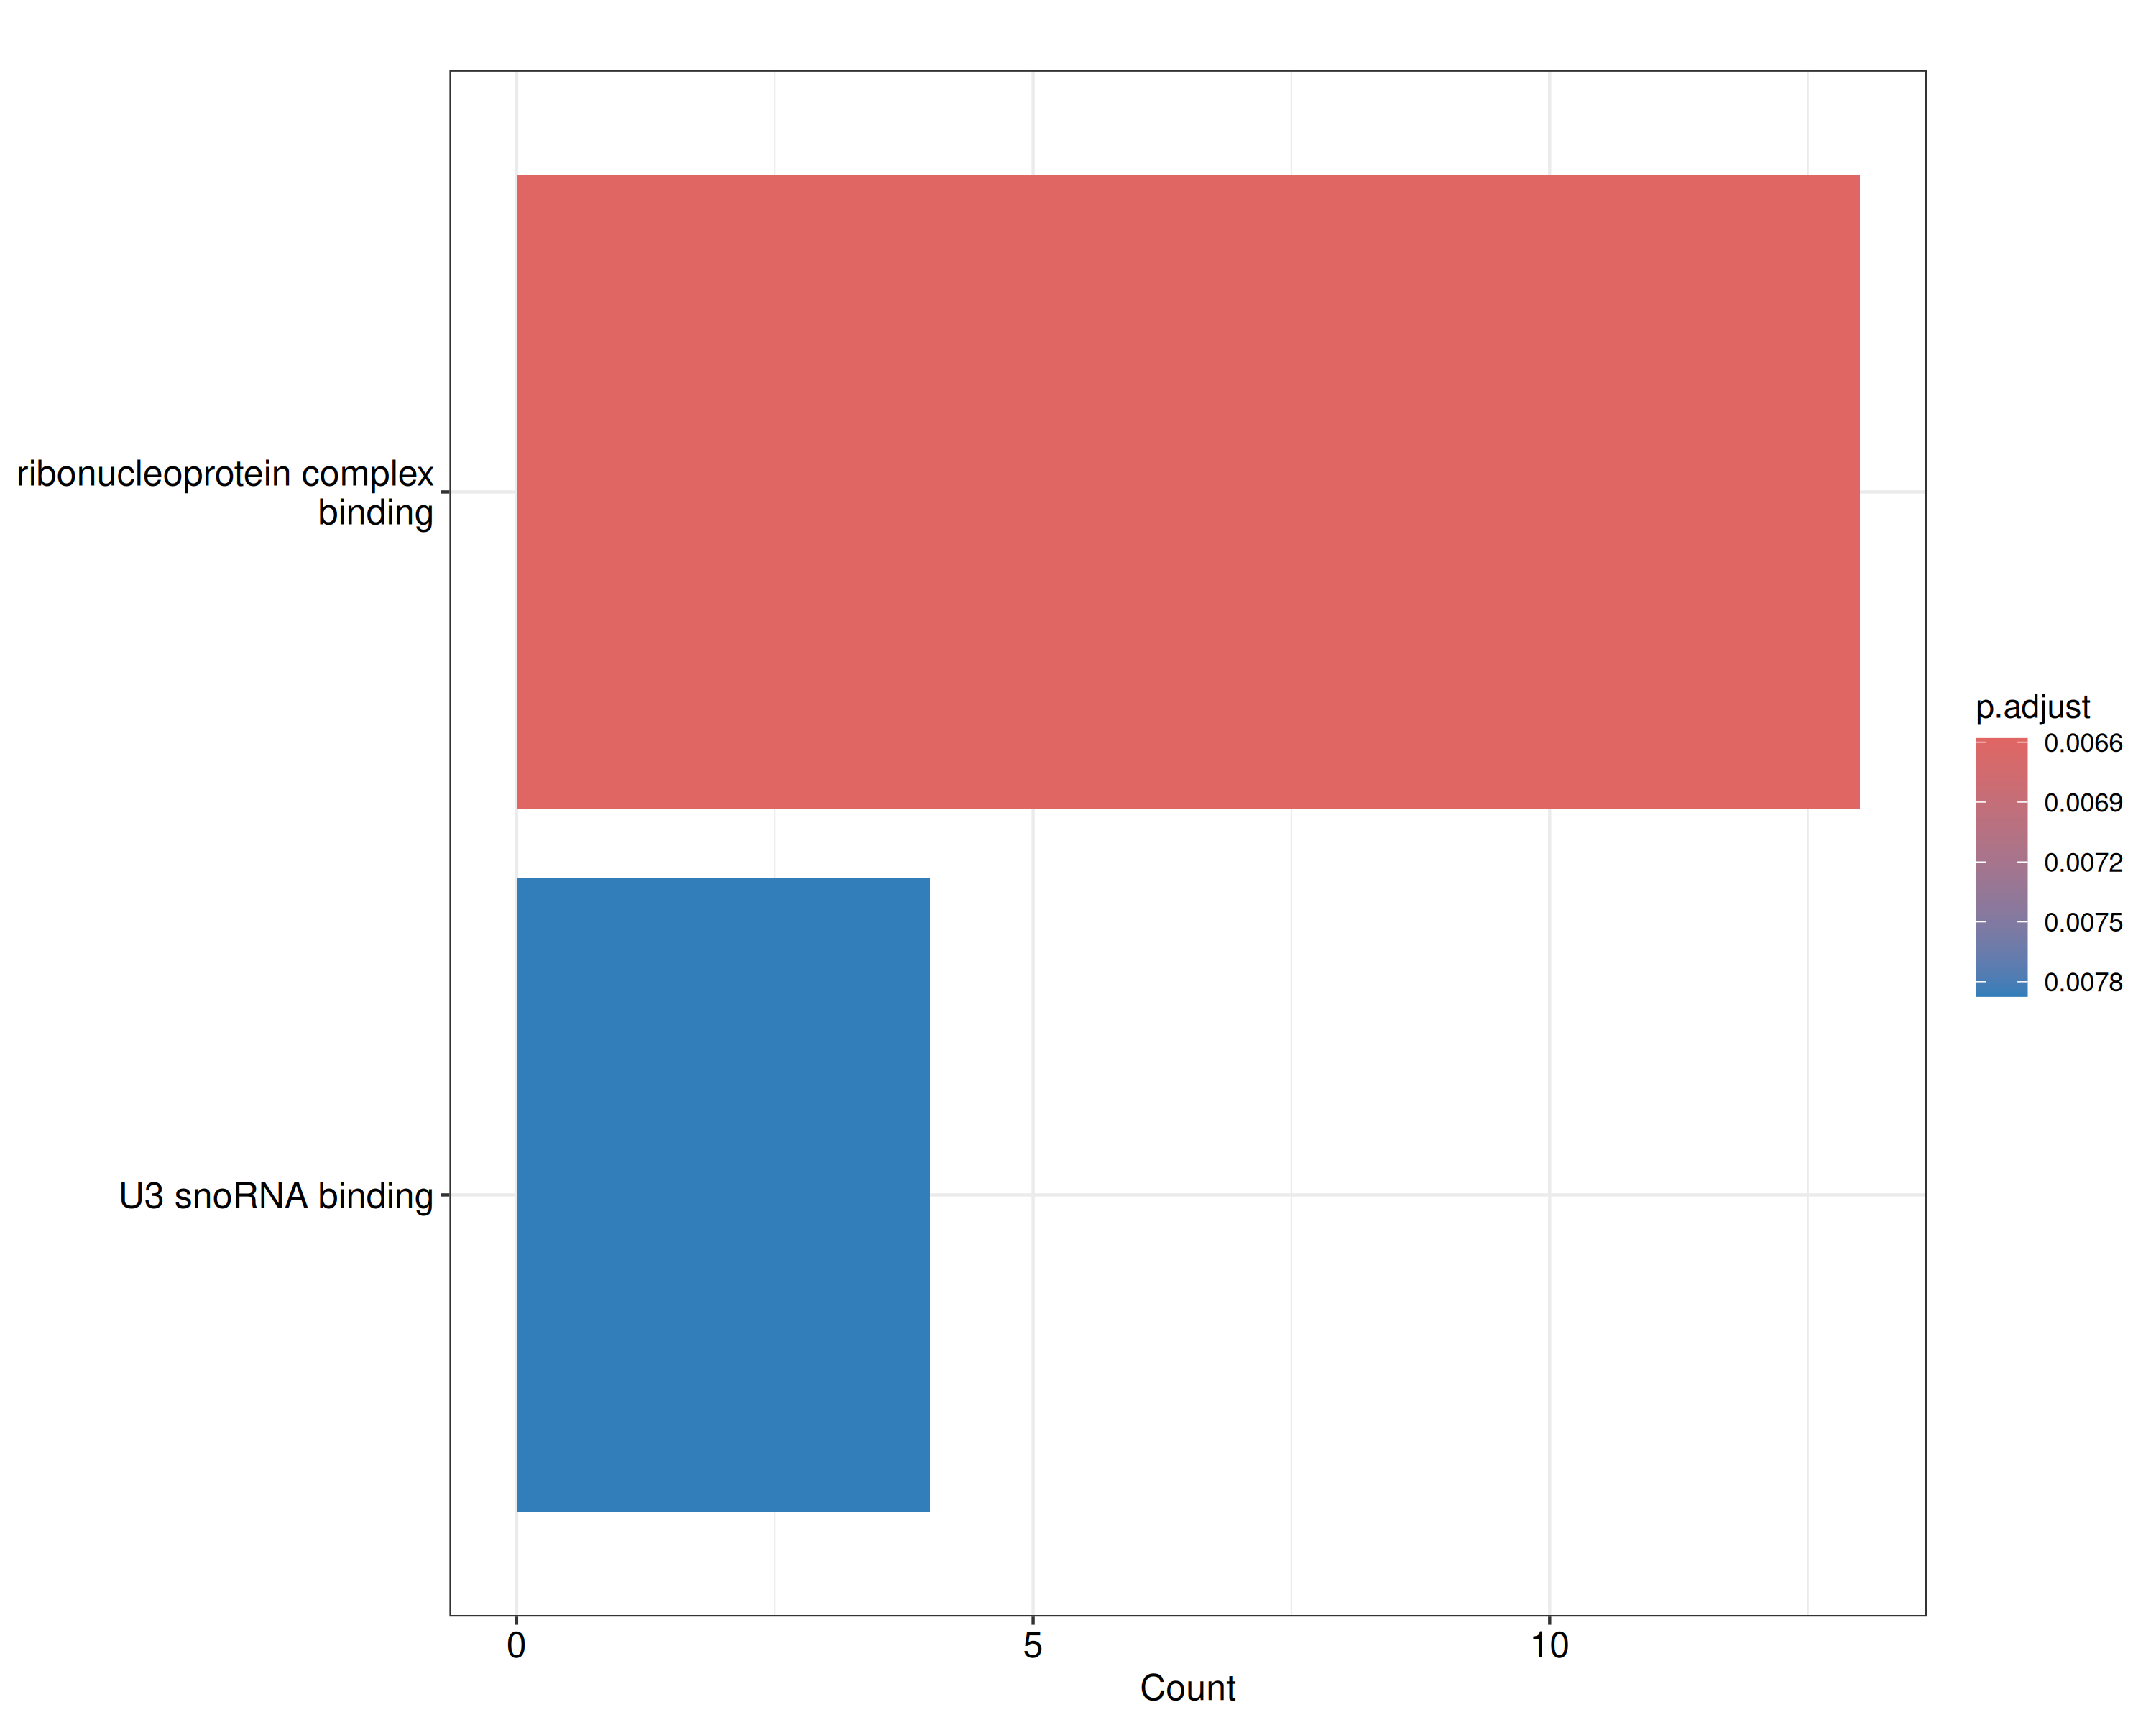 ribonucleoprotein complex
binding
U3 snoRNA binding
0
5
10
Count
p.adjust
0.0066
0.0069
0.0072
0.0075
0.0078